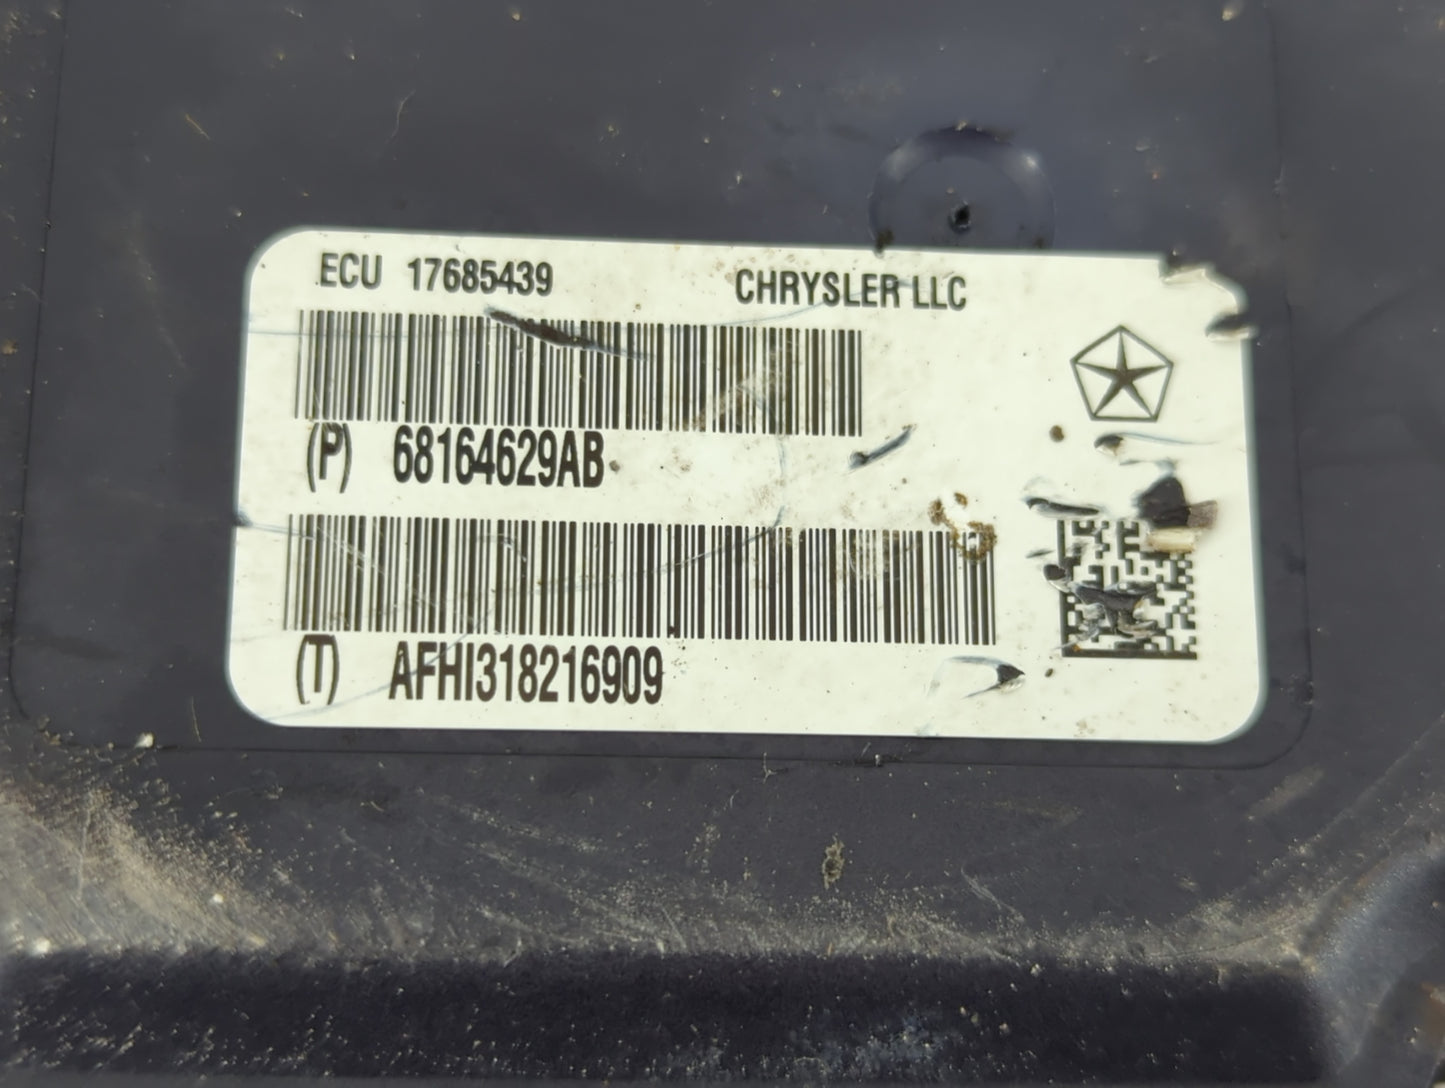 ECU 17685439 CHRYSLER LLC
(P) 68164629AB
(T) AFHI318216909